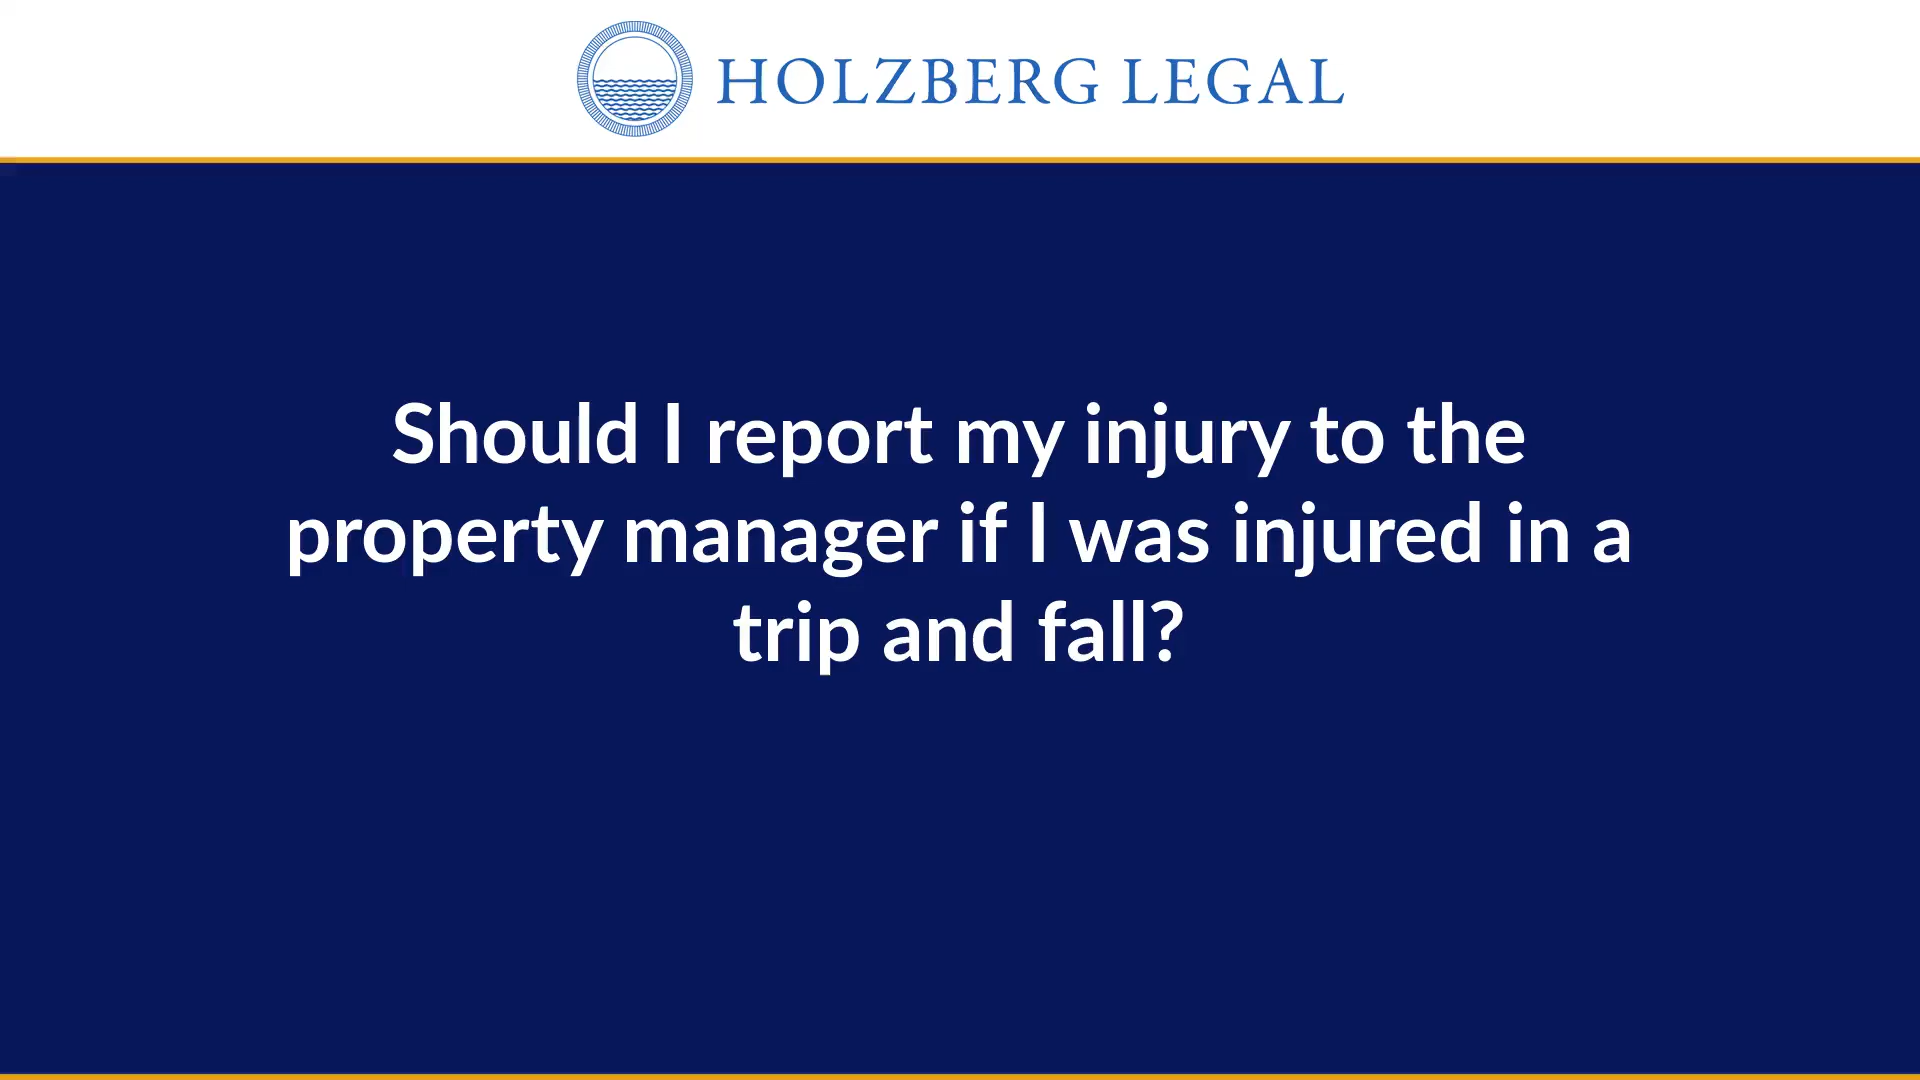 HOLZBERG LEGAL
Should I report my injury to the
property manager if I was injured in a
trip and fall?